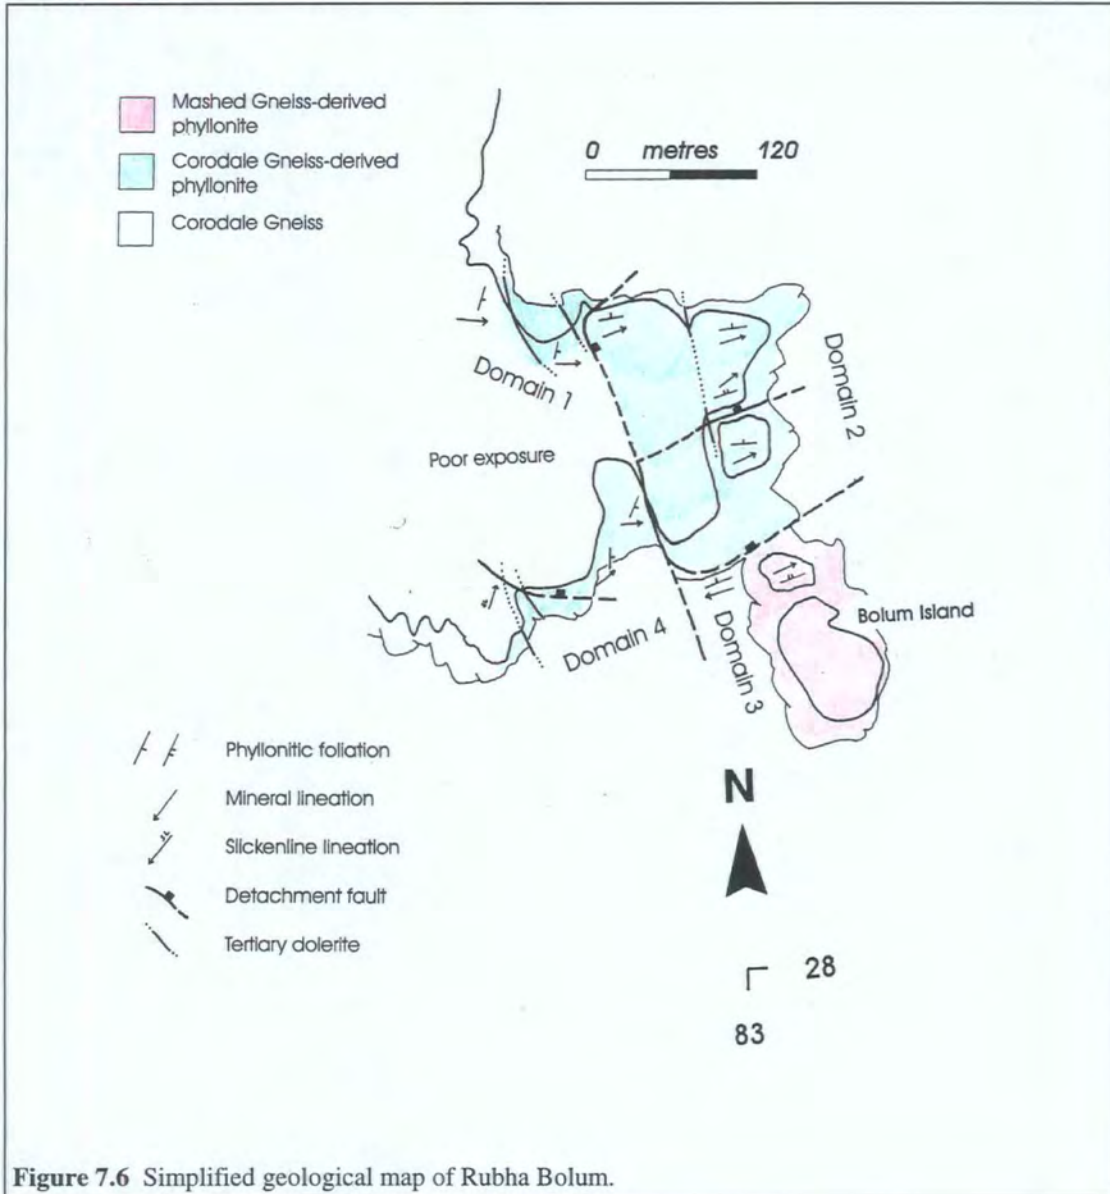 Mashed Gneiss-derived
phyllonite
Corodale Gneiss-derived
phyllonite
Corodale Gneiss
0 metres 120
Domain 1
Domain 2
Poor exposure
Bolum Island
Domain 4
Domain 3
Phyllonitic foliation
Mineral lineation
Slickenline lineation
Detachment fault
Tertiary dolerite
N
28
83
Figure 7.6 Simplified geological map of Rubha Bolum.